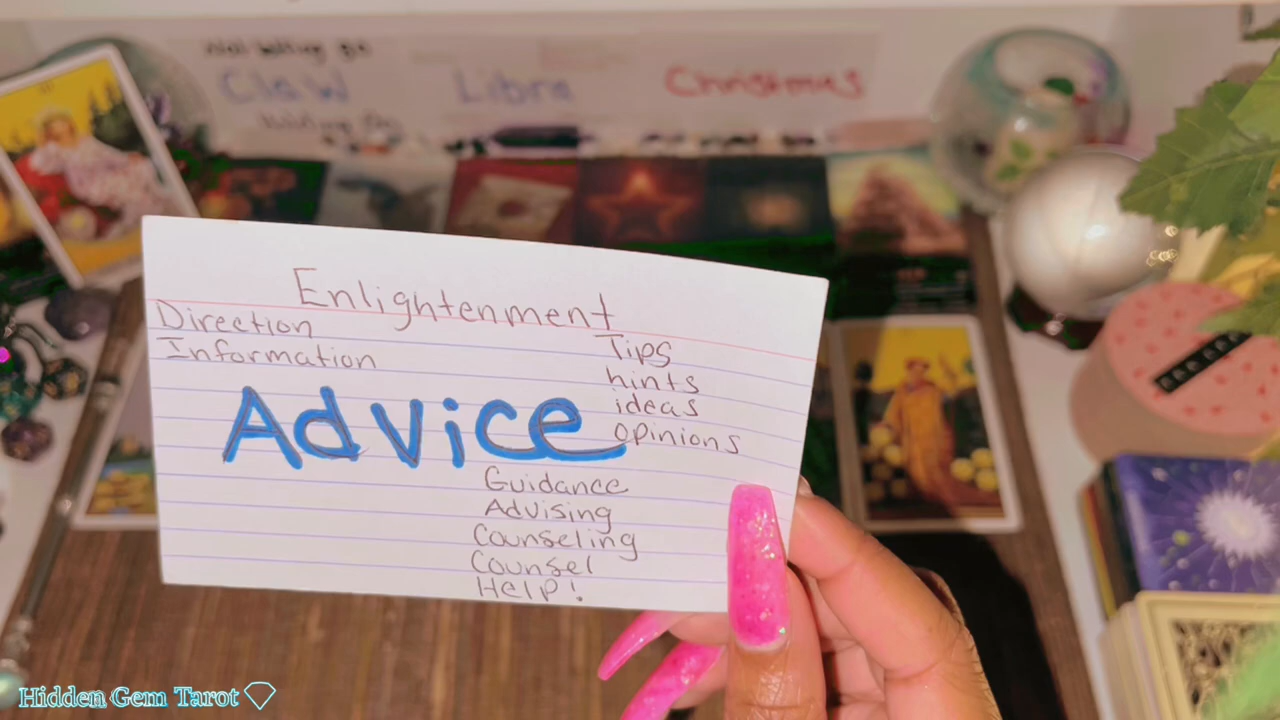 Claw
Libra
Christmas
Enlightenment
Direction
Information
Tips
hints
ideas
opinions
Advice
Guidance
Advising
Counseling
Counsel
HELP!
Hidden Gem Tarot